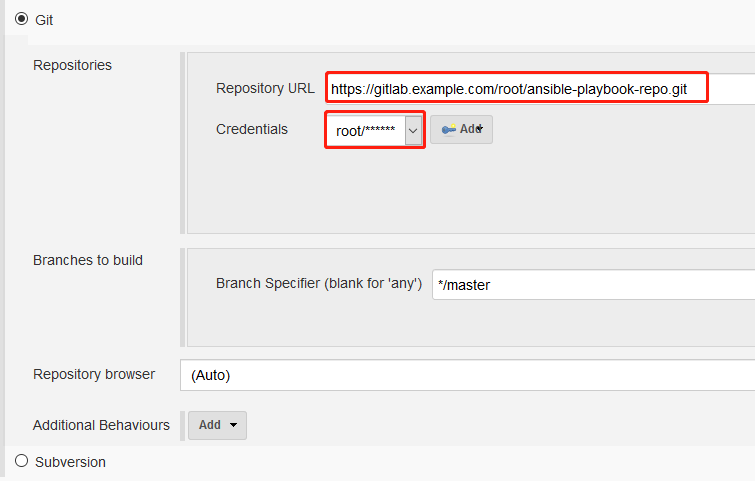 Git
Repositories
Repository URL https://gitlab.example.com/root/ansible-playbook-repo.git
Credentials root/****** Add
Branches to build
Branch Specifier (blank for 'any') */master
Repository browser (Auto)
Additional Behaviours Add
Subversion